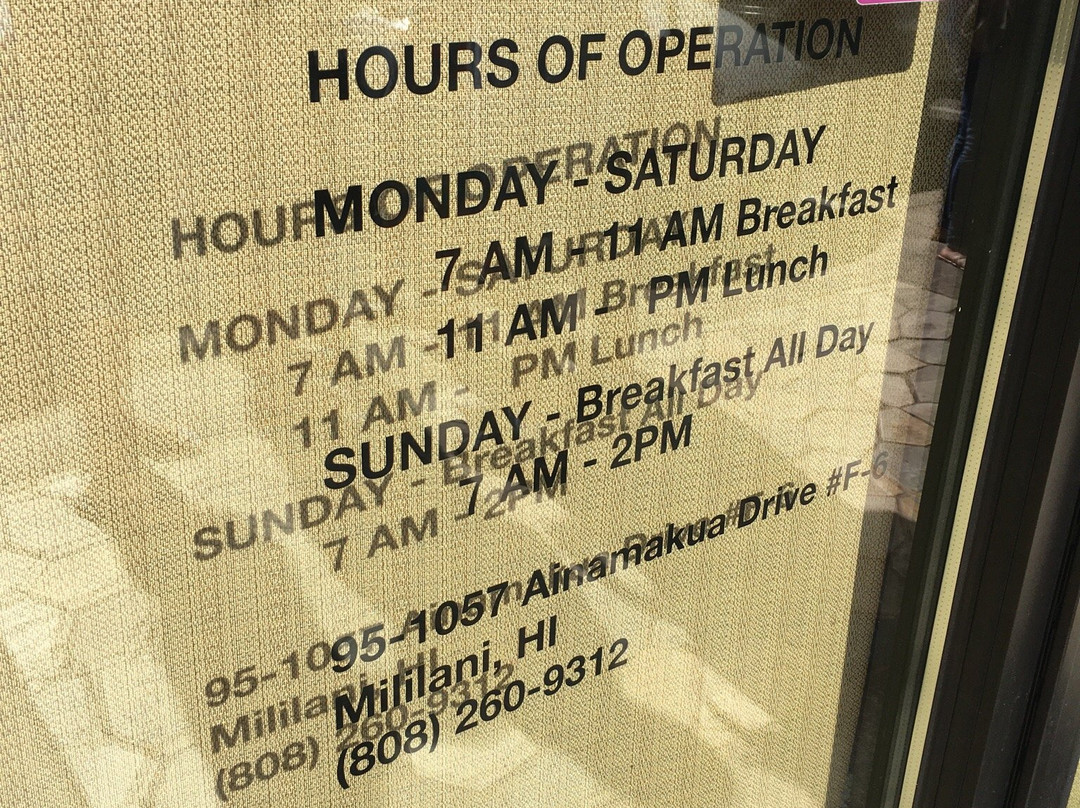 HOURS OF OPERATION
MONDAY - SATURDAY
7 AM - 11 AM Breakfast
11 AM - PM Lunch
SUNDAY - Breakfast All Day
7 AM - 2PM
95-1057 Ainamakua Drive #F-6
Mililani, HI
(808) 260-9312